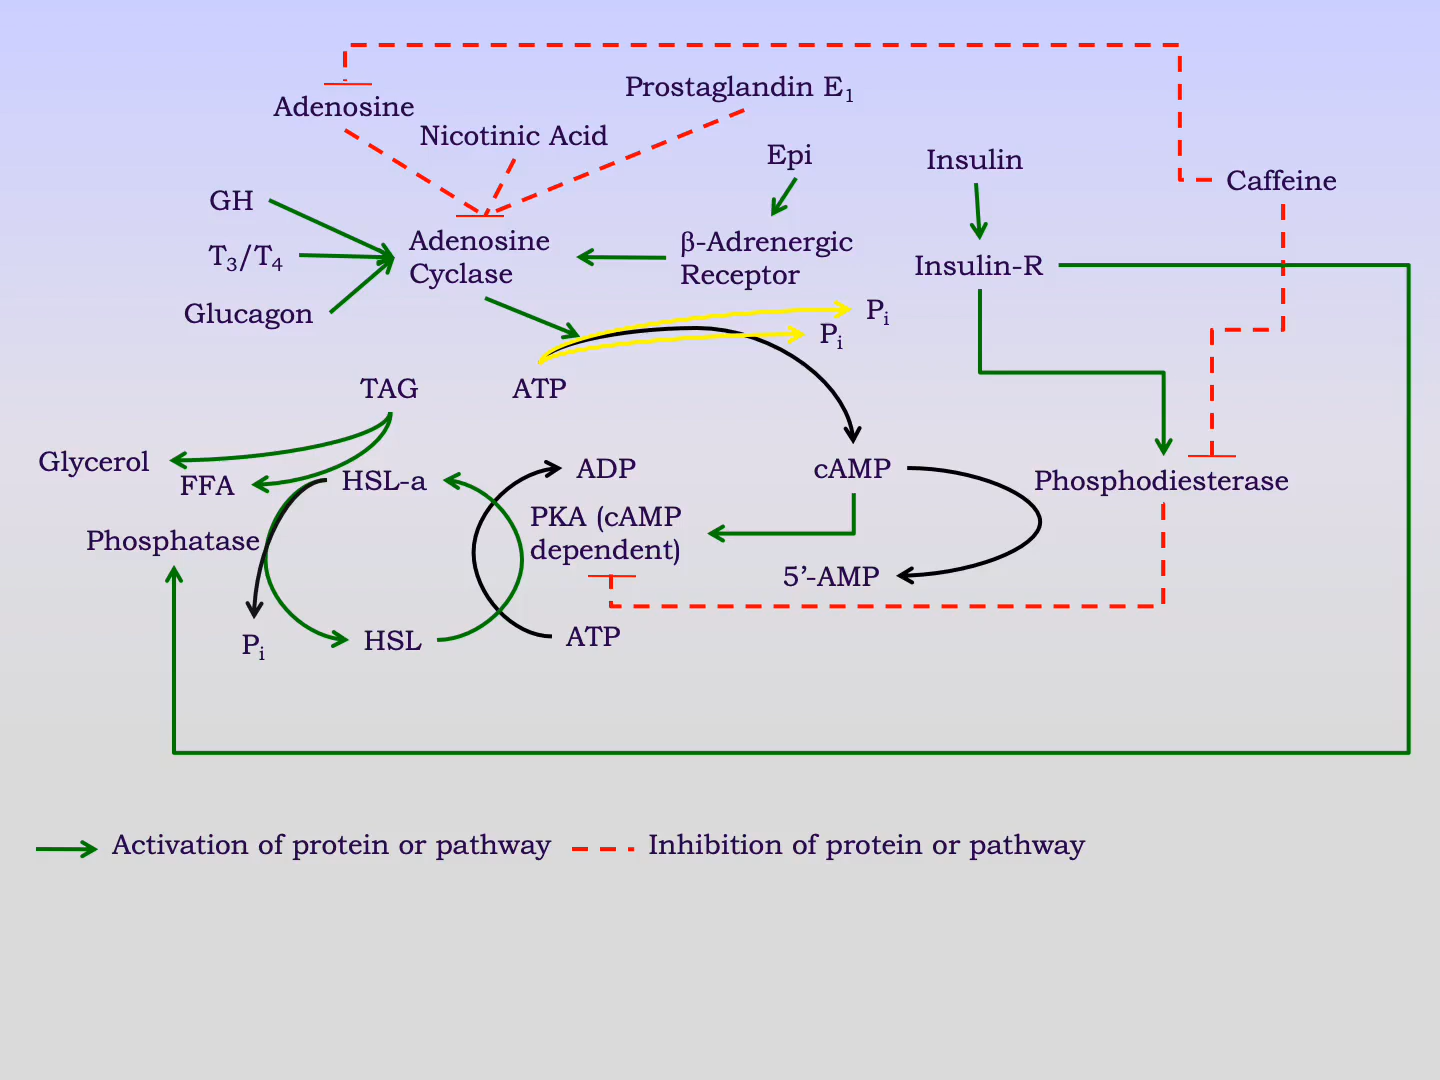 Prostaglandin E₁
Adenosine
Nicotinic Acid
Epi
Insulin
Caffeine
GH
T₃/T₄
Glucagon
Adenosine
Cyclase
β-Adrenergic
Receptor
Insulin-R
Pᵢ
Pᵢ
TAG
ATP
Glycerol
FFA
HSL-a
ADP
cAMP
Phosphodiesterase
PKA (cAMP
dependent)
Phosphatase
5’-AMP
Pᵢ
HSL
ATP
Activation of protein or pathway
Inhibition of protein or pathway